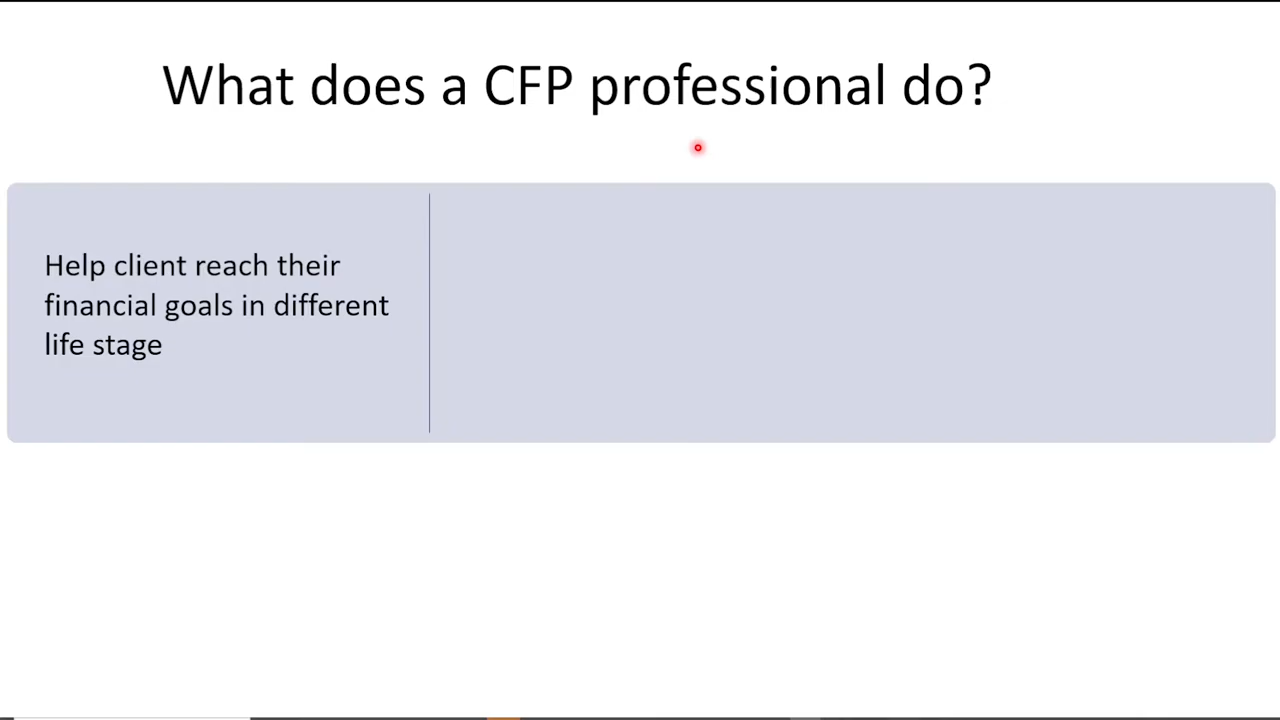 What does a CFP professional do?
Help client reach their
financial goals in different
life stage